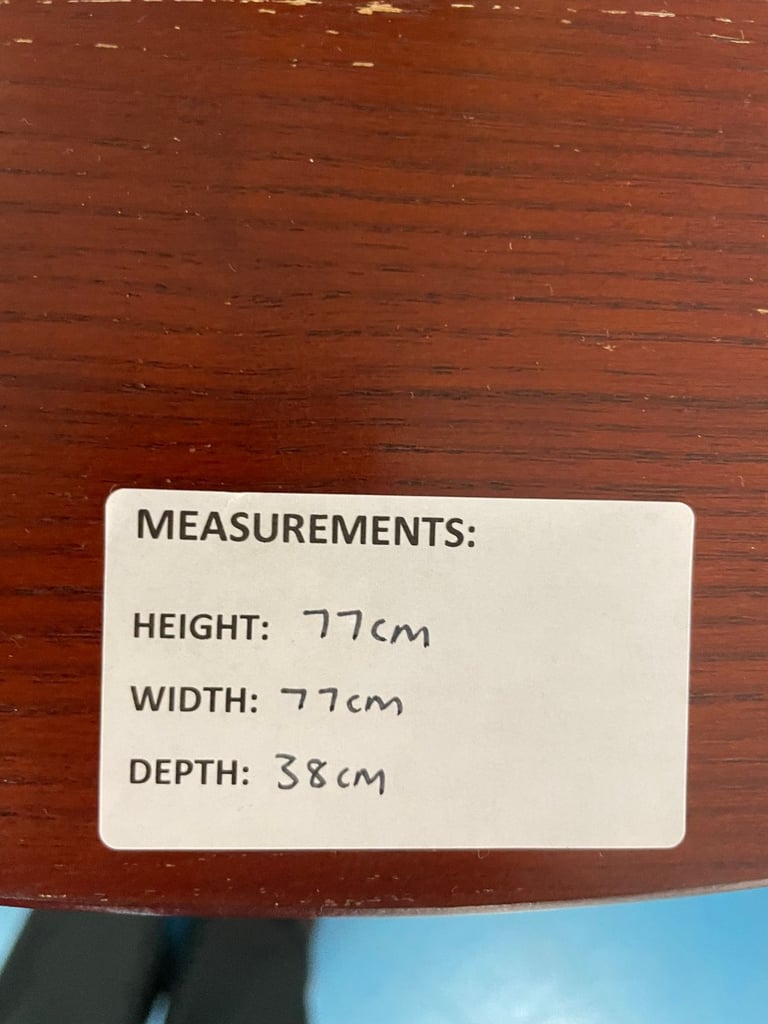 MEASUREMENTS:
HEIGHT: 77cm
WIDTH: 77cm
DEPTH: 38cm